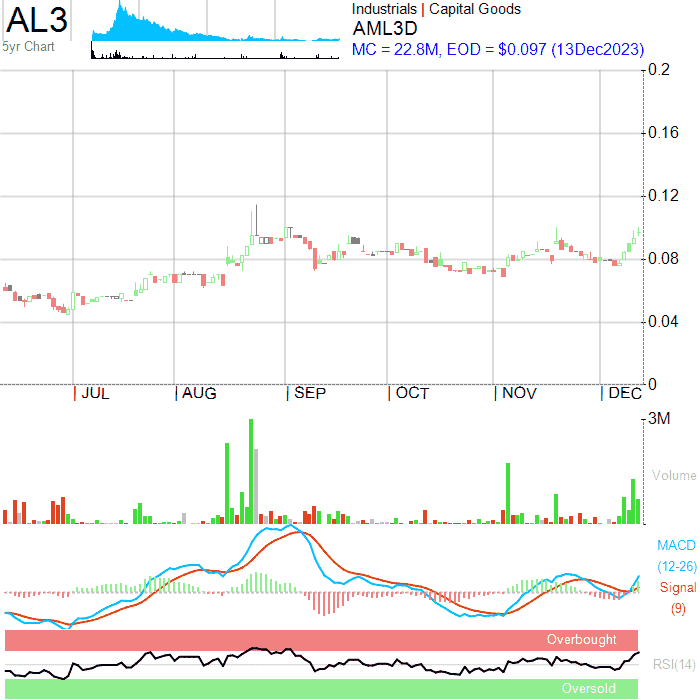 AL3
5yr Chart
Industrials | Capital Goods
AML3D
MC = 22.8M, EOD = $0.097 (13Dec2023)
0.2
0.16
0.12
0.08
0.04
0
JUL AUG SEP OCT NOV DEC
3M
Volume
MACD
(12-26)
Signal
(9)
Overbought
RSI(14)
Oversold